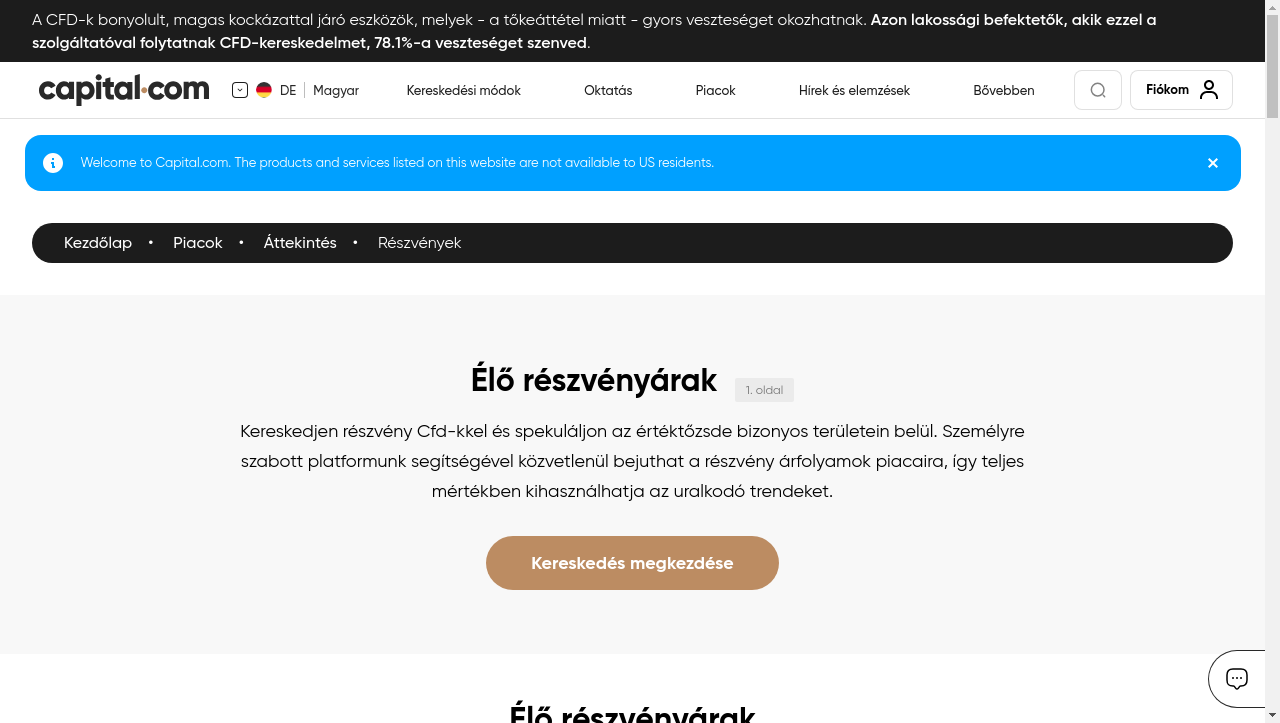 A CFD-k bonyolult, magas kockázattal járó eszközök, melyek - a tőkeáttétel miatt - gyors veszteséget okozhatnak. Azon lakossági befektetők, akik ezzel a
szolgáltatóval folytatnak CFD-kereskedelmet, 78.1%-a veszteséget szenved.
capital.com DE Magyar Kereskedési módok Oktatás Piacok Hírek és elemzések Bővebben Fiókom
Welcome to Capital.com. The products and services listed on this website are not available to US residents.
Kezdőlap • Piacok • Áttekintés • Részvények
Élő részvényárak 1. oldal
Kereskedjen részvény Cfd-kkel és spekuláljon az értéktőzsde bizonyos területein belül. Személyre
szabott platformunk segítségével közvetlenül bejuthat a részvény árfolyamok piacaira, így teljes
mértékben kihasználhatja az uralkodó trendeket.
Kereskedés megkezdése
Élő részvényárak